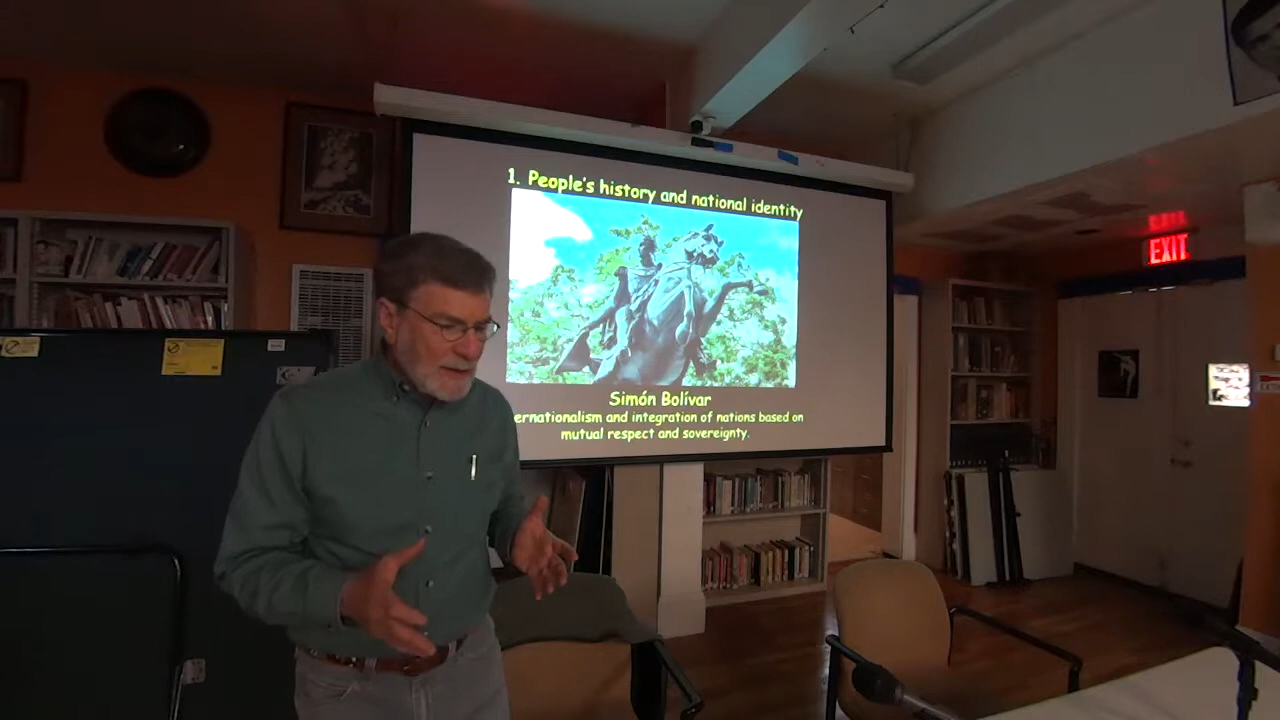 1. People's history and national identity
Simón Bolívar
ernationalism and integration of nations based on
mutual respect and sovereignty.
EXIT